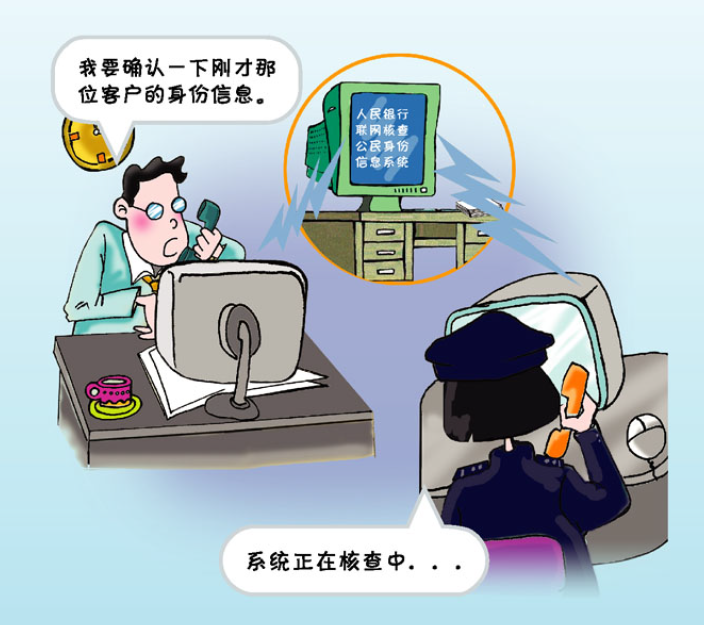 我要确认一下刚才那
位客户的身份信息。
人民银行
联网核查
公民身份
信息系统
系统正在核查中...